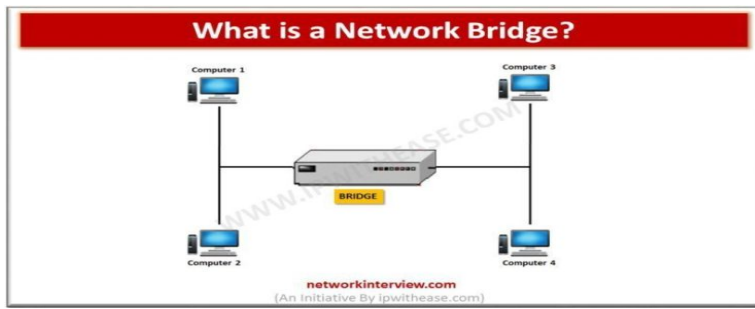 What is a Network Bridge?
Computer 1
Computer 3
WWW.IPWITHEASE.COM
BRIDGE
Computer 2
Computer 4
networkinterview.com
(An Initiative By ipwithease.com)